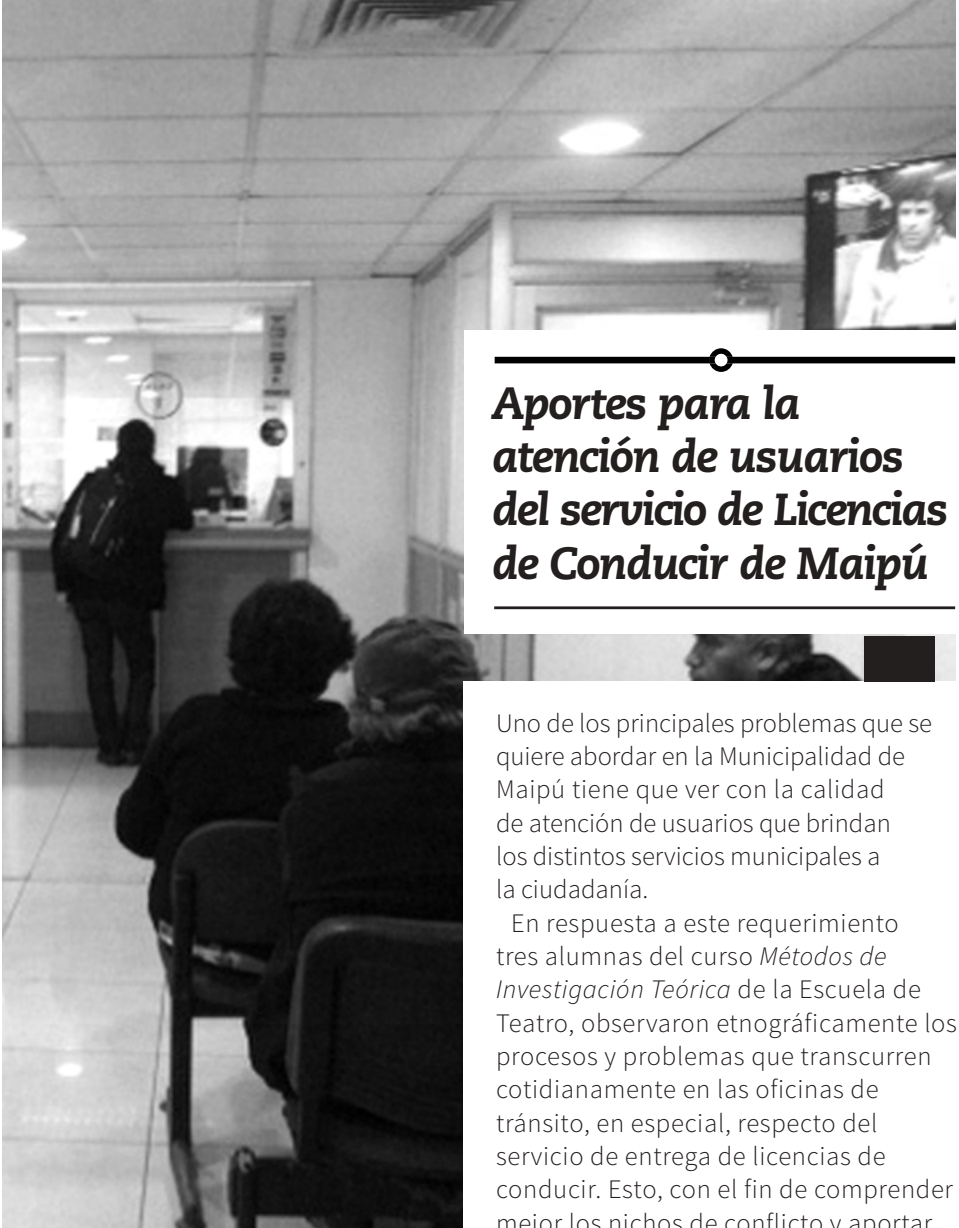 Aportes para la
atención de usuarios
del servicio de Licencias
de Conducir de Maipú
Uno de los principales problemas que se
quiere abordar en la Municipalidad de
Maipú tiene que ver con la calidad
de atención de usuarios que brindan
los distintos servicios municipales a
la ciudadanía.
En respuesta a este requerimiento
tres alumnas del curso Métodos de
Investigación Teórica de la Escuela de
Teatro, observaron etnográficamente los
procesos y problemas que transcurren
cotidianamente en las oficinas de
tránsito, en especial, respecto del
servicio de entrega de licencias de
conducir. Esto, con el fin de comprender
mejor los nichos de conflicto y aportar